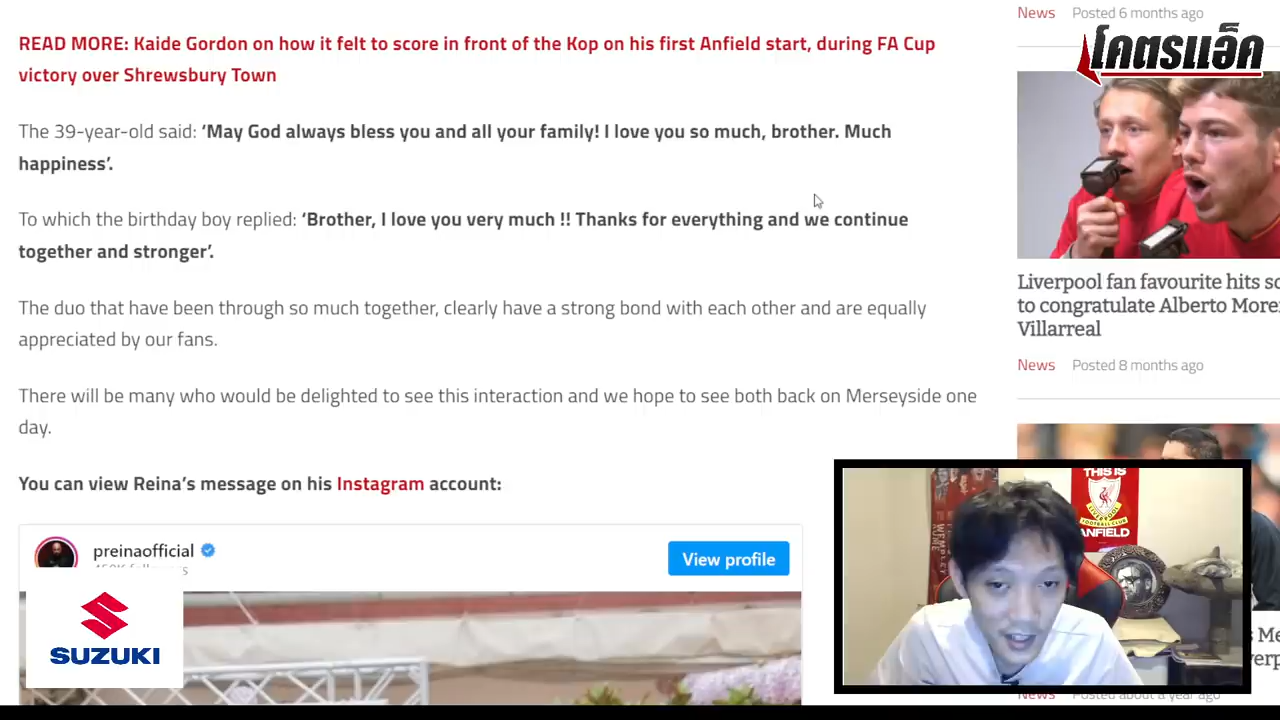 READ MORE: Kaide Gordon on how it felt to score in front of the Kop on his first Anfield start, during FA Cup
victory over Shrewsbury Town
The 39-year-old said: ‘May God always bless you and all your family! I love you so much, brother. Much
happiness’.
To which the birthday boy replied: ‘Brother, I love you very much !! Thanks for everything and we continue
together and stronger’.
The duo that have been through so much together, clearly have a strong bond with each other and are equally
appreciated by our fans.
There will be many who would be delighted to see this interaction and we hope to see both back on Merseyside one
day.
You can view Reina’s message on his Instagram account:
preinaofficial
View profile
SUZUKI
News Posted 6 months ago
โคตรแอ็ค
Liverpool fan favourite hits
to congratulate Alberto
Villarreal
News Posted 8 months ago
THIS IS
LIVERPOOL
FOOTBALL CLUB
ANFIELD
News Posted about a year ago